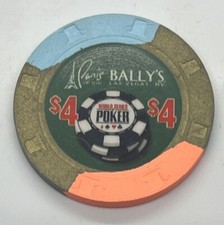 Paris BALLY'S
LAS VEGAS, NV.
$4 $4
WORLD SERIES
POKER